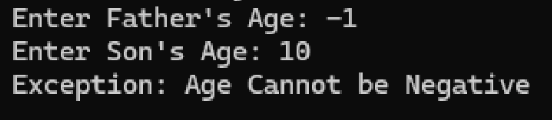 Enter Father's Age: -1
Enter Son's Age: 10
Exception: Age Cannot be Negative